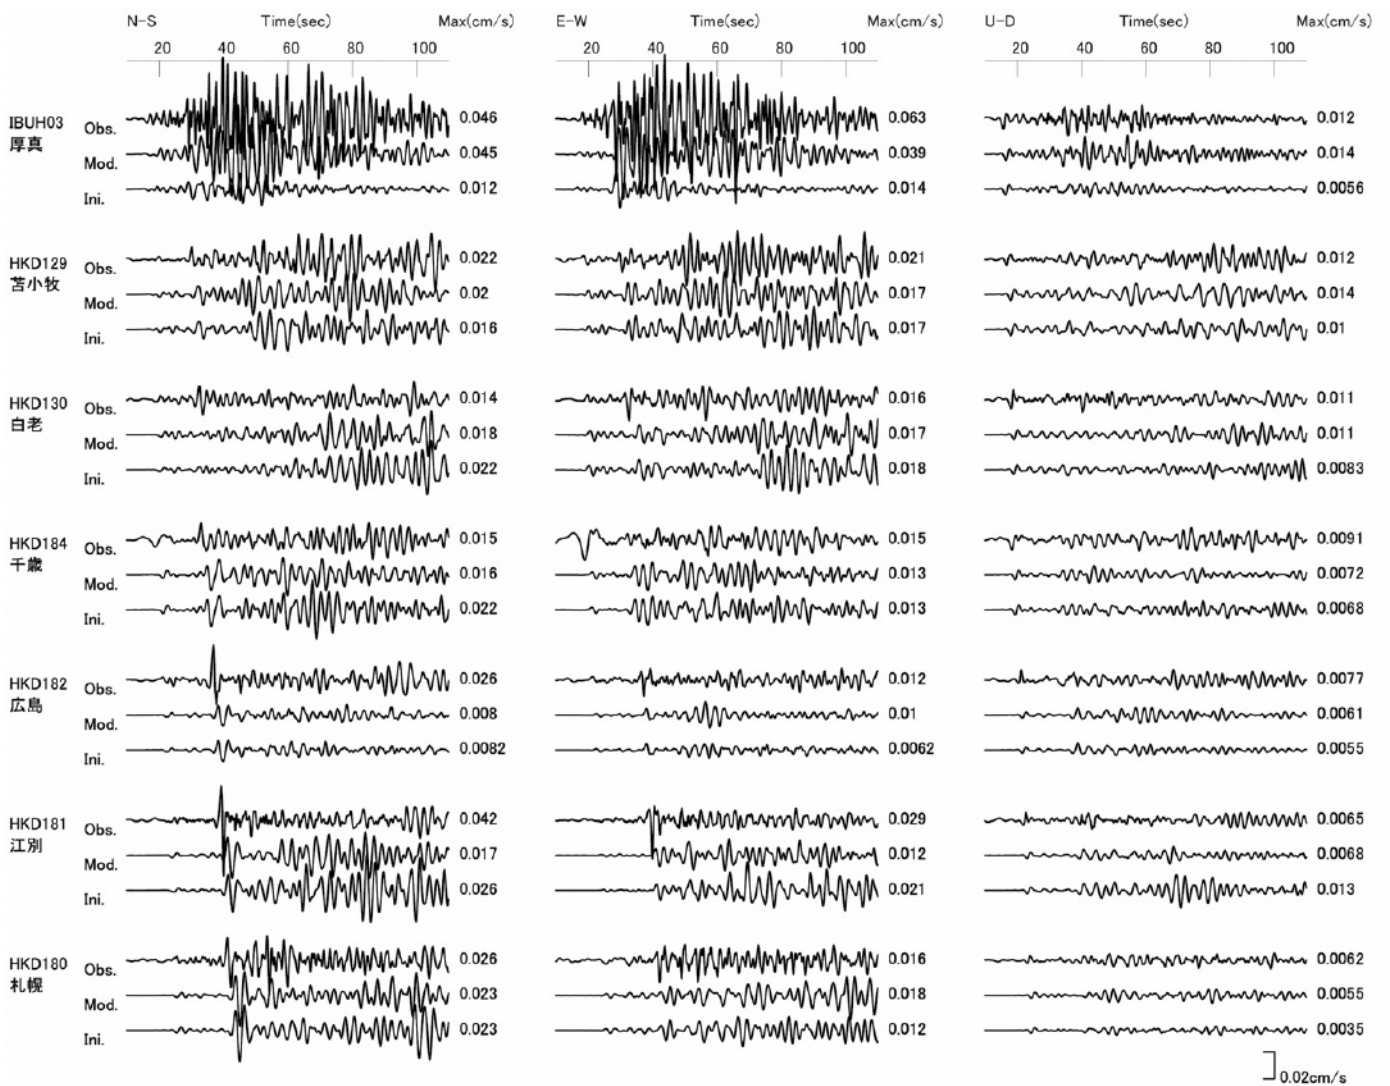 N-S Time(sec) Max(cm/s) E-W Time(sec) Max(cm/s) U-D Time(sec) Max(cm/s)
20 40 60 80 100 20 40 60 80 100 20 40 60 80 100
IBUH03
厚真
Obs. 0.046 0.063 0.012
Mod. 0.045 0.039 0.014
Ini. 0.012 0.014 0.0056
HKD129
苫小牧
Obs. 0.022 0.021 0.012
Mod. 0.02 0.017 0.014
Ini. 0.016 0.017 0.01
HKD130
白老
Obs. 0.014 0.016 0.011
Mod. 0.018 0.017 0.011
Ini. 0.022 0.018 0.0083
HKD184
千歳
Obs. 0.015 0.015 0.0091
Mod. 0.016 0.013 0.0072
Ini. 0.022 0.013 0.0068
HKD182
広島
Obs. 0.026 0.012 0.0077
Mod. 0.008 0.01 0.0061
Ini. 0.0082 0.0062 0.0055
HKD181
江別
Obs. 0.042 0.029 0.0065
Mod. 0.017 0.012 0.0068
Ini. 0.026 0.021 0.013
HKD180
札幌
Obs. 0.026 0.016 0.0062
Mod. 0.023 0.018 0.0055
Ini. 0.023 0.012 0.0035
0.02cm/s